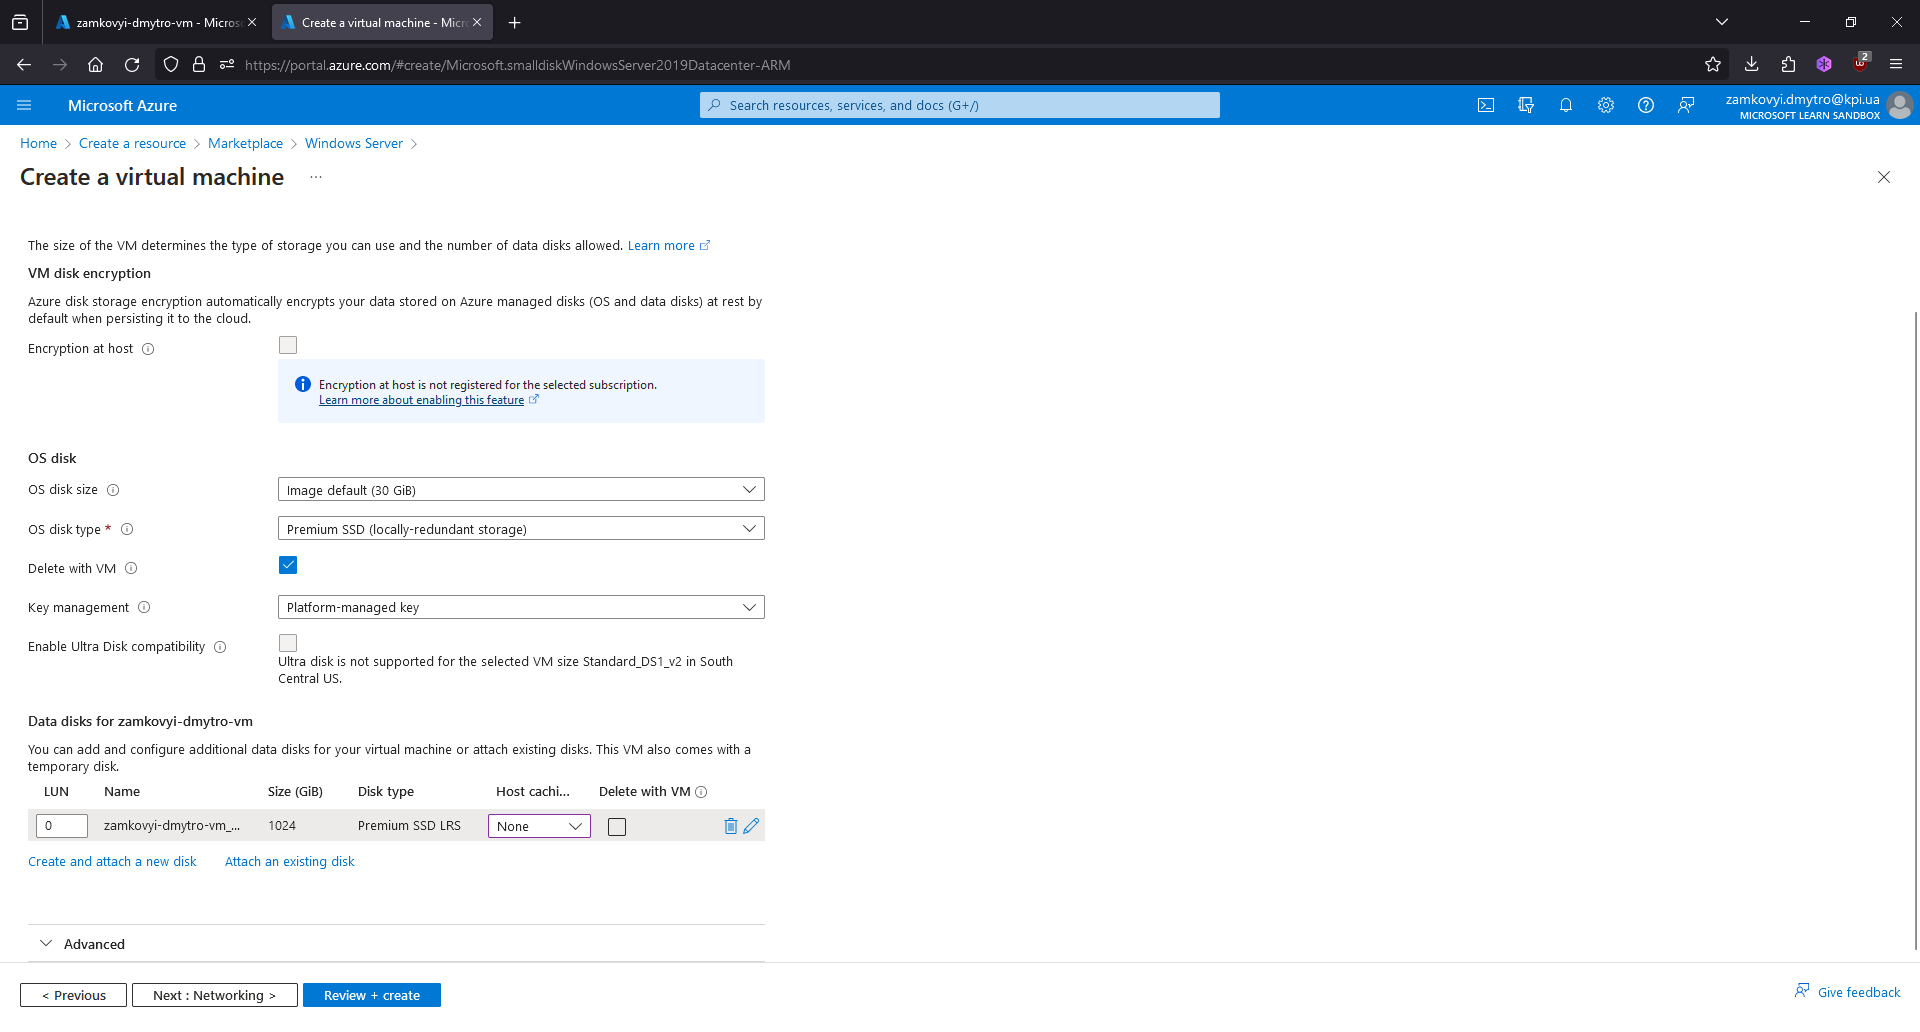 zamkovyi-dmytro-vm - Micros
Create a virtual machine - Micr
https://portal.azure.com/#create/Microsoft.smalldiskWindowsServer2019Datacenter-ARM
2
Microsoft Azure
Search resources, services, and docs (G+/)
zamkovyi.dmytro@kpi.ua
MICROSOFT LEARN SANDBOX
Home > Create a resource > Marketplace > Windows Server >
Create a virtual machine ...
The size of the VM determines the type of storage you can use and the number of data disks allowed. Learn more
VM disk encryption
Azure disk storage encryption automatically encrypts your data stored on Azure managed disks (OS and data disks) at rest by
default when persisting it to the cloud.
Encryption at host
Encryption at host is not registered for the selected subscription.
Learn more about enabling this feature
OS disk
OS disk size
Image default (30 GiB)
OS disk type *
Premium SSD (locally-redundant storage)
Delete with VM
Key management
Platform-managed key
Enable Ultra Disk compatibility
Ultra disk is not supported for the selected VM size Standard_DS1_v2 in South
Central US.
Data disks for zamkovyi-dmytro-vm
You can add and configure additional data disks for your virtual machine or attach existing disks. This VM also comes with a
temporary disk.
LUN Name Size (GiB) Disk type Host cachi... Delete with VM
0 zamkovyi-dmytro-vm_... 1024 Premium SSD LRS None
Create and attach a new disk Attach an existing disk
Advanced
< Previous Next : Networking > Review + create
Give feedback